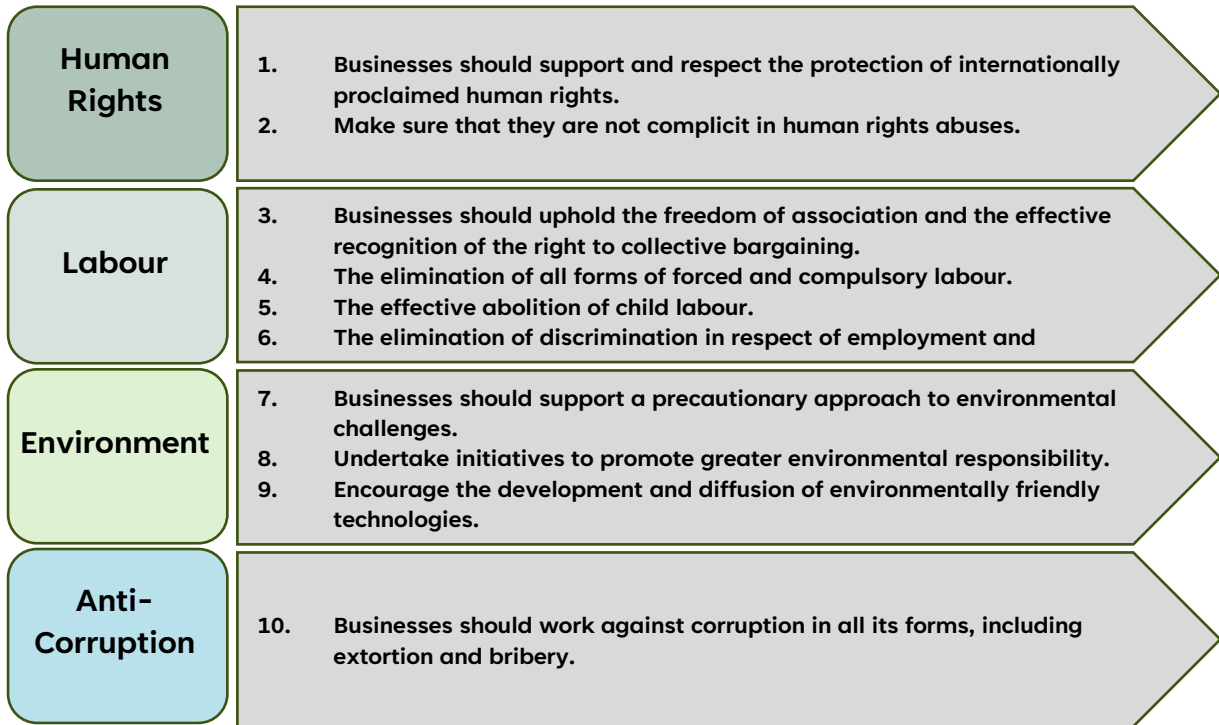 Human
Rights
1. Businesses should support and respect the protection of internationally
proclaimed human rights.
2. Make sure that they are not complicit in human rights abuses.
Labour
3. Businesses should uphold the freedom of association and the effective
recognition of the right to collective bargaining.
4. The elimination of all forms of forced and compulsory labour.
5. The effective abolition of child labour.
6. The elimination of discrimination in respect of employment and
Environment
7. Businesses should support a precautionary approach to environmental
challenges.
8. Undertake initiatives to promote greater environmental responsibility.
9. Encourage the development and diffusion of environmentally friendly
technologies.
Anti-
Corruption
10. Businesses should work against corruption in all its forms, including
extortion and bribery.